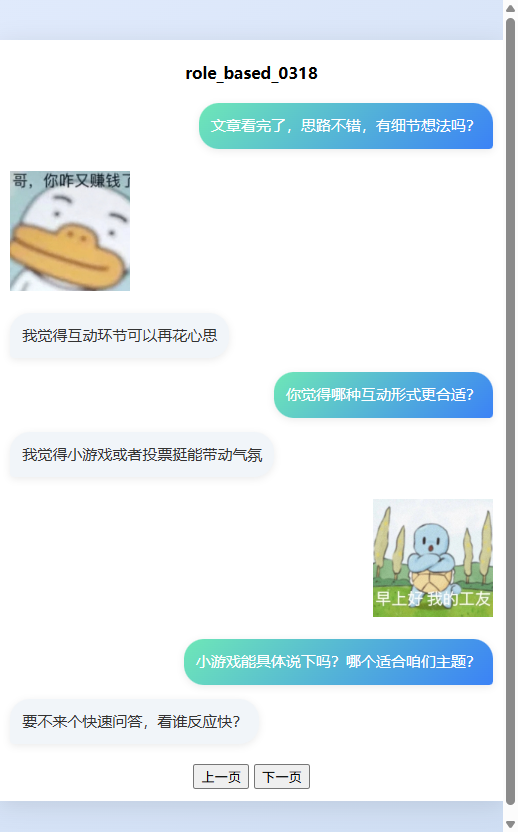 role_based_0318
文章看完了，思路不错，有细节想法吗？
哥，你咋又赚钱了
我觉得互动环节可以再花心思
你觉得哪种互动形式更合适？
我觉得小游戏或者投票挺能带动气氛
早上好 我的工友
小游戏能具体说下吗？哪个适合咱们主题？
要不来个快速问答，看谁反应快？
上一页 下一页